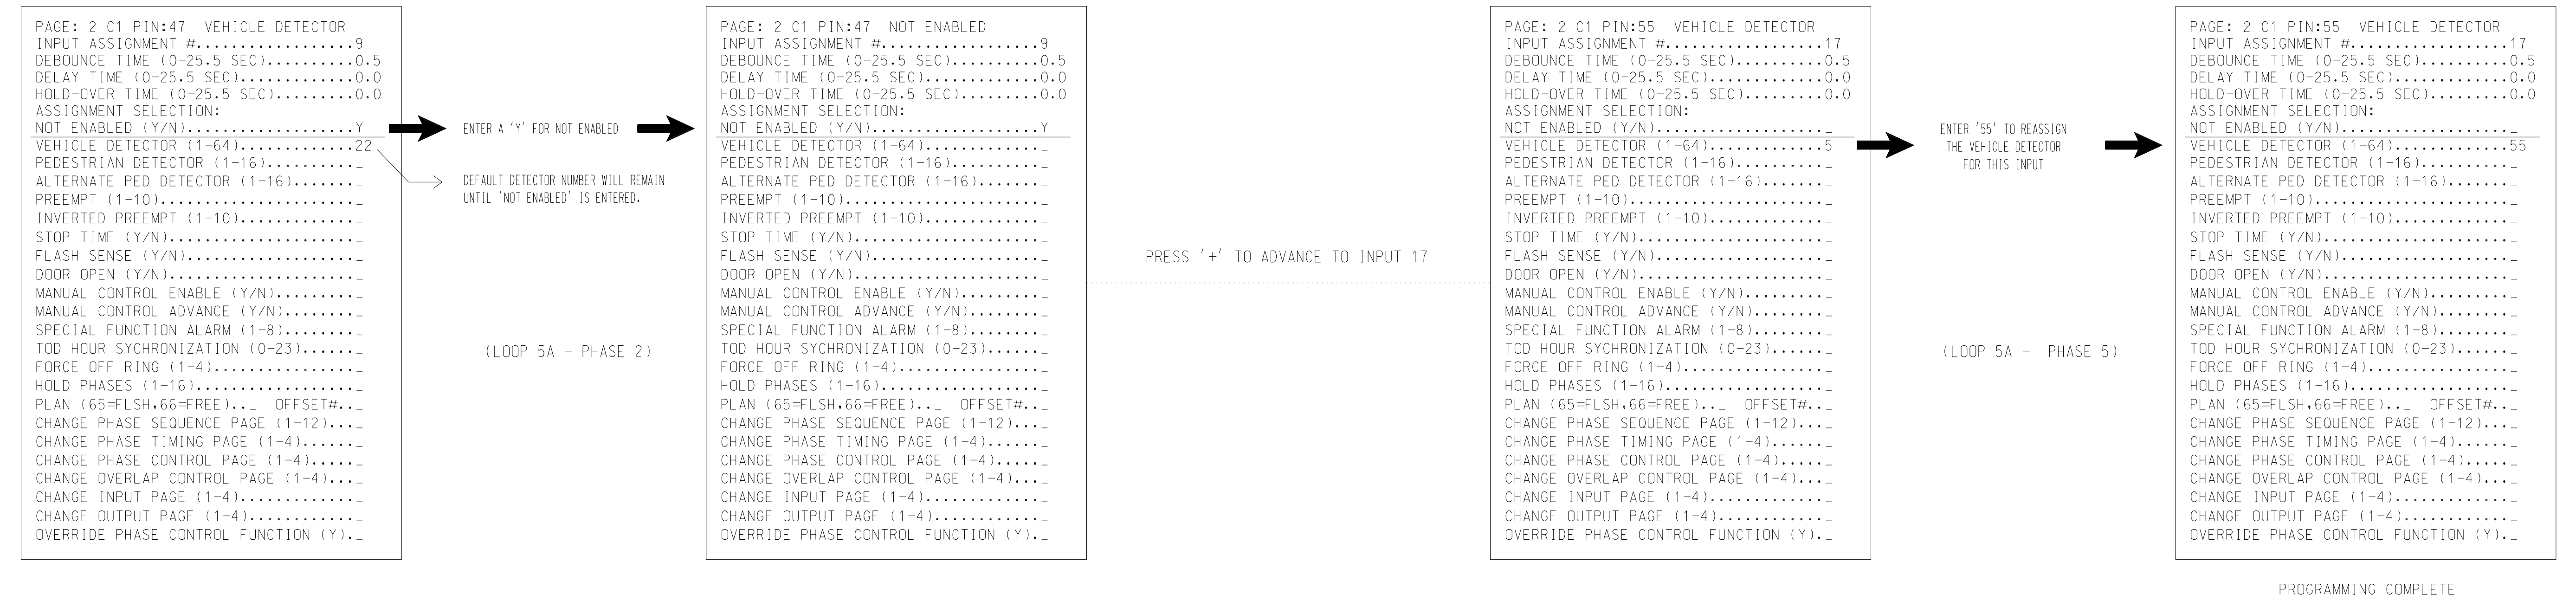 PAGE: 2 C1 PIN:47  VEHICLE DETECTOR
INPUT ASSIGNMENT #..................9
DEBOUNCE TIME (0-25.5 SEC)..........0.5
DELAY TIME (0-25.5 SEC).............0.0
HOLD-OVER TIME (0-25.5 SEC).........0.0
ASSIGNMENT SELECTION:
NOT ENABLED (Y/N)...................Y
VEHICLE DETECTOR (1-64).............22
PEDESTRIAN DETECTOR (1-16)..........._
ALTERNATE PED DETECTOR (1-16)......._
PREEMPT (1-10)......................_
INVERTED PREEMPT (1-10)............._
STOP TIME (Y/N)....................._
FLASH SENSE (Y/N)..................._
DOOR OPEN (Y/N)....................._
MANUAL CONTROL ENABLE (Y/N)........._
MANUAL CONTROL ADVANCE (Y/N)........_
SPECIAL FUNCTION ALARM (1-8)........_
TOD HOUR SYCHRONIZATION (0-23)......_
FORCE OFF RING (1-4)................_
HOLD PHASES (1-16).................._
PLAN (65=FLSH,66=FREE).._  OFFSET#.._
CHANGE PHASE SEQUENCE PAGE (1-12)..._
CHANGE PHASE TIMING PAGE (1-4)......_
CHANGE PHASE CONTROL PAGE (1-4)....._
CHANGE OVERLAP CONTROL PAGE (1-4)..._
CHANGE INPUT PAGE (1-4)............._
CHANGE OUTPUT PAGE (1-4)............_
OVERRIDE PHASE CONTROL FUNCTION (Y)._
ENTER A 'Y' FOR NOT ENABLED
DEFAULT DETECTOR NUMBER WILL REMAIN
UNTIL 'NOT ENABLED' IS ENTERED.
(LOOP 5A - PHASE 2)
PAGE: 2 C1 PIN:47  NOT ENABLED
INPUT ASSIGNMENT #..................9
DEBOUNCE TIME (0-25.5 SEC)..........0.5
DELAY TIME (0-25.5 SEC).............0.0
HOLD-OVER TIME (0-25.5 SEC).........0.0
ASSIGNMENT SELECTION:
NOT ENABLED (Y/N)...................Y
VEHICLE DETECTOR (1-64)............._
PEDESTRIAN DETECTOR (1-16).........._
ALTERNATE PED DETECTOR (1-16)......._
PREEMPT (1-10)......................_
INVERTED PREEMPT (1-10)............._
STOP TIME (Y/N)....................._
FLASH SENSE (Y/N)..................._
DOOR OPEN (Y/N)....................._
MANUAL CONTROL ENABLE (Y/N)........._
MANUAL CONTROL ADVANCE (Y/N)........_
SPECIAL FUNCTION ALARM (1-8)........_
TOD HOUR SYCHRONIZATION (0-23)......_
FORCE OFF RING (1-4)................_
HOLD PHASES (1-16).................._
PLAN (65=FLSH,66=FREE).._  OFFSET#.._
CHANGE PHASE SEQUENCE PAGE (1-12)..._
CHANGE PHASE TIMING PAGE (1-4)......_
CHANGE PHASE CONTROL PAGE (1-4)....._
CHANGE OVERLAP CONTROL PAGE (1-4)..._
CHANGE INPUT PAGE (1-4)............._
CHANGE OUTPUT PAGE (1-4)............_
OVERRIDE PHASE CONTROL FUNCTION (Y)._
PRESS '+' TO ADVANCE TO INPUT 17
PAGE: 2 C1 PIN:55  VEHICLE DETECTOR
INPUT ASSIGNMENT #..................17
DEBOUNCE TIME (0-25.5 SEC)..........0.5
DELAY TIME (0-25.5 SEC).............0.0
HOLD-OVER TIME (0-25.5 SEC).........0.0
ASSIGNMENT SELECTION:
NOT ENABLED (Y/N)..................._
VEHICLE DETECTOR (1-64).............5
PEDESTRIAN DETECTOR (1-16).........._
ALTERNATE PED DETECTOR (1-16)......._
PREEMPT (1-10)......................_
INVERTED PREEMPT (1-10)............._
STOP TIME (Y/N)....................._
FLASH SENSE (Y/N)..................._
DOOR OPEN (Y/N)....................._
MANUAL CONTROL ENABLE (Y/N)........._
MANUAL CONTROL ADVANCE (Y/N)........_
SPECIAL FUNCTION ALARM (1-8)........_
TOD HOUR SYCHRONIZATION (0-23)......_
FORCE OFF RING (1-4)................_
HOLD PHASES (1-16).................._
PLAN (65=FLSH,66=FREE).._  OFFSET#.._
CHANGE PHASE SEQUENCE PAGE (1-12)..._
CHANGE PHASE TIMING PAGE (1-4)......_
CHANGE PHASE CONTROL PAGE (1-4)....._
CHANGE OVERLAP CONTROL PAGE (1-4)..._
CHANGE INPUT PAGE (1-4)............._
CHANGE OUTPUT PAGE (1-4)............_
OVERRIDE PHASE CONTROL FUNCTION (Y)._
ENTER '55' TO REASSIGN
THE VEHICLE DETECTOR
FOR THIS INPUT
(LOOP 5A -  PHASE 5)
PAGE: 2 C1 PIN:55  VEHICLE DETECTOR
INPUT ASSIGNMENT #..................17
DEBOUNCE TIME (0-25.5 SEC)..........0.5
DELAY TIME (0-25.5 SEC).............0.0
HOLD-OVER TIME (0-25.5 SEC).........0.0
ASSIGNMENT SELECTION:
NOT ENABLED (Y/N)..................._
VEHICLE DETECTOR (1-64).............55
PEDESTRIAN DETECTOR (1-16).........._
ALTERNATE PED DETECTOR (1-16)......._
PREEMPT (1-10)......................_
INVERTED PREEMPT (1-10)............._
STOP TIME (Y/N)....................._
FLASH SENSE (Y/N)..................._
DOOR OPEN (Y/N)....................._
MANUAL CONTROL ENABLE (Y/N)........._
MANUAL CONTROL ADVANCE (Y/N)........_
SPECIAL FUNCTION ALARM (1-8)........_
TOD HOUR SYCHRONIZATION (0-23)......_
FORCE OFF RING (1-4)................_
HOLD PHASES (1-16).................._
PLAN (65=FLSH,66=FREE).._  OFFSET#.._
CHANGE PHASE SEQUENCE PAGE (1-12)..._
CHANGE PHASE TIMING PAGE (1-4)......_
CHANGE PHASE CONTROL PAGE (1-4)....._
CHANGE OVERLAP CONTROL PAGE (1-4)..._
CHANGE INPUT PAGE (1-4)............._
CHANGE OUTPUT PAGE (1-4)............_
OVERRIDE PHASE CONTROL FUNCTION (Y)._
PROGRAMMING COMPLETE